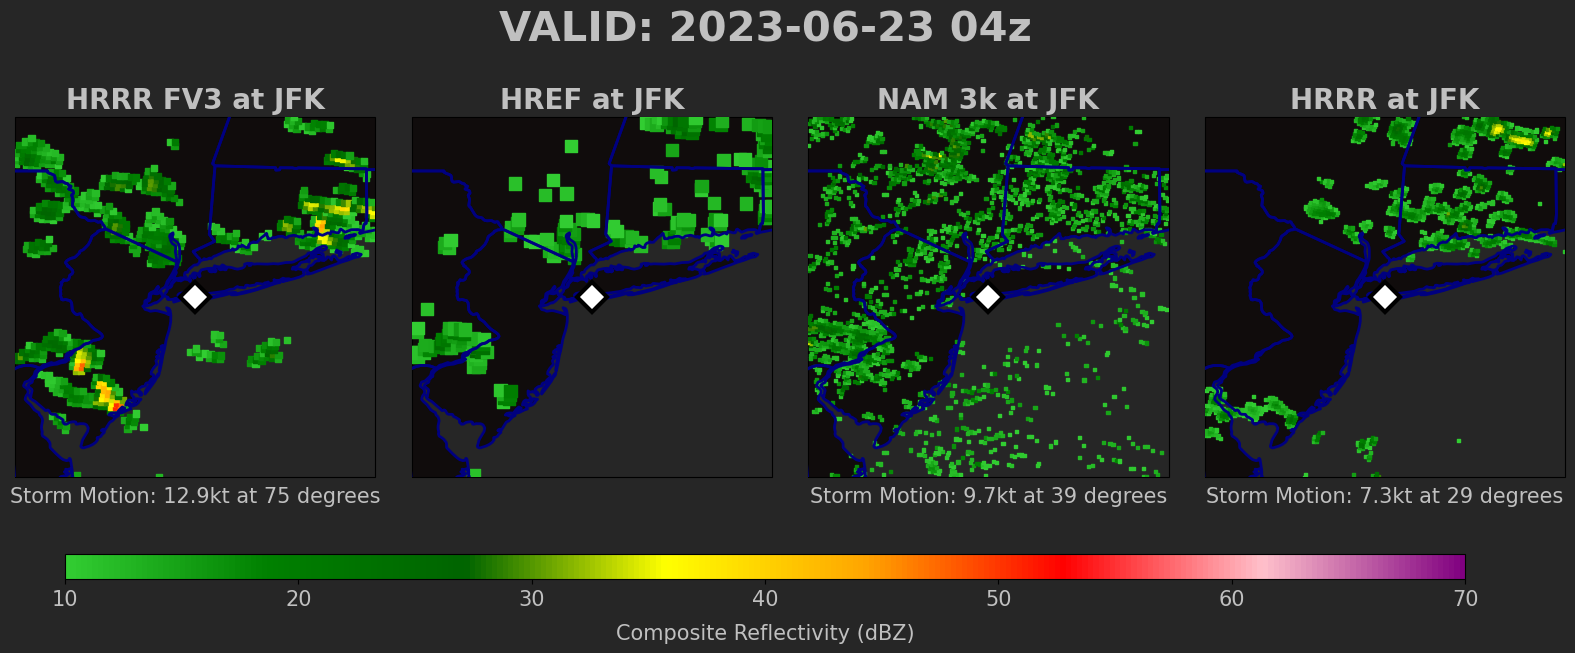 VALID: 2023-06-23 04z
HRRR FV3 at JFK
HREF at JFK
NAM 3k at JFK
HRRR at JFK
Storm Motion: 12.9kt at 75 degrees
Storm Motion: 9.7kt at 39 degrees
Storm Motion: 7.3kt at 29 degrees
10 20 30 40 50 60 70
Composite Reflectivity (dBZ)